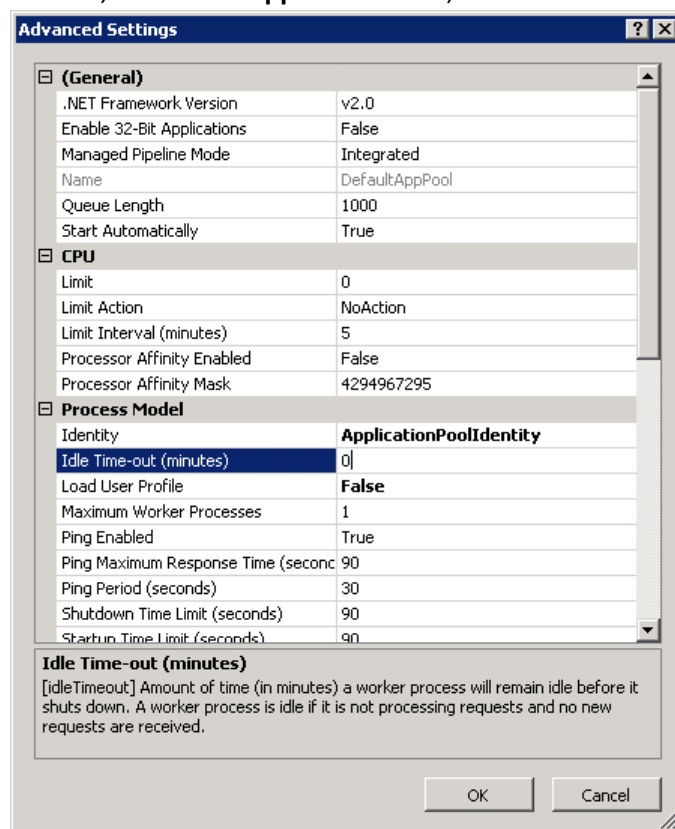 Advanced Settings
(General)
.NET Framework Version v2.0
Enable 32-Bit Applications False
Managed Pipeline Mode Integrated
Name DefaultAppPool
Queue Length 1000
Start Automatically True
CPU
Limit 0
Limit Action NoAction
Limit Interval (minutes) 5
Processor Affinity Enabled False
Processor Affinity Mask 4294967295
Process Model
Identity ApplicationPoolIdentity
Idle Time-out (minutes) 0
Load User Profile False
Maximum Worker Processes 1
Ping Enabled True
Ping Maximum Response Time (seconc 90
Ping Period (seconds) 30
Shutdown Time Limit (seconds) 90
Startup Time Limit (seconds) 90
Idle Time-out (minutes)
[idleTimeout] Amount of time (in minutes) a worker process will remain idle before it
shuts down. A worker process is idle if it is not processing requests and no new
requests are received.
OK Cancel